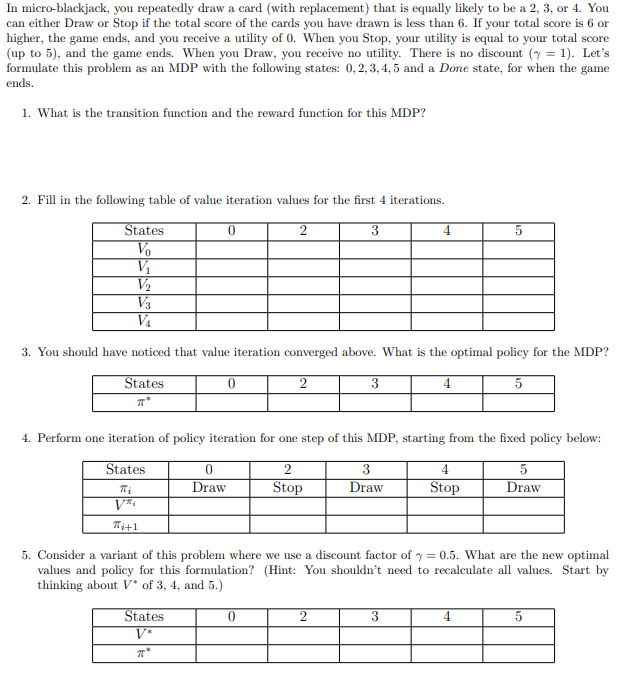 In micro-blackjack, you repeatedly draw a card (with replacement) that is equally likely to be a 2, 3, or 4. You
can either Draw or Stop if the total score of the cards you have drawn is less than 6. If your total score is 6 or
higher, the game ends, and you receive a utility of 0. When you Stop, your utility is equal to your total score
(up to 5), and the game ends. When you Draw, you receive no utility. There is no discount (γ = 1). Let's
formulate this problem as an MDP with the following states: 0, 2, 3, 4, 5 and a Done state, for when the game
ends.
1. What is the transition function and the reward function for this MDP?
2. Fill in the following table of value iteration values for the first 4 iterations.
States 0 2 3 4 5
V₀
V₁
V₂
V₃
V₄
3. You should have noticed that value iteration converged above. What is the optimal policy for the MDP?
States 0 2 3 4 5
π*
4. Perform one iteration of policy iteration for one step of this MDP, starting from the fixed policy below:
States 0 2 3 4 5
πᵢ Draw Stop Draw Stop Draw
V^πᵢ
πᵢ₊₁
5. Consider a variant of this problem where we use a discount factor of γ = 0.5. What are the new optimal
values and policy for this formulation? (Hint: You shouldn't need to recalculate all values. Start by
thinking about V* of 3, 4, and 5.)
States 0 2 3 4 5
V*
π*